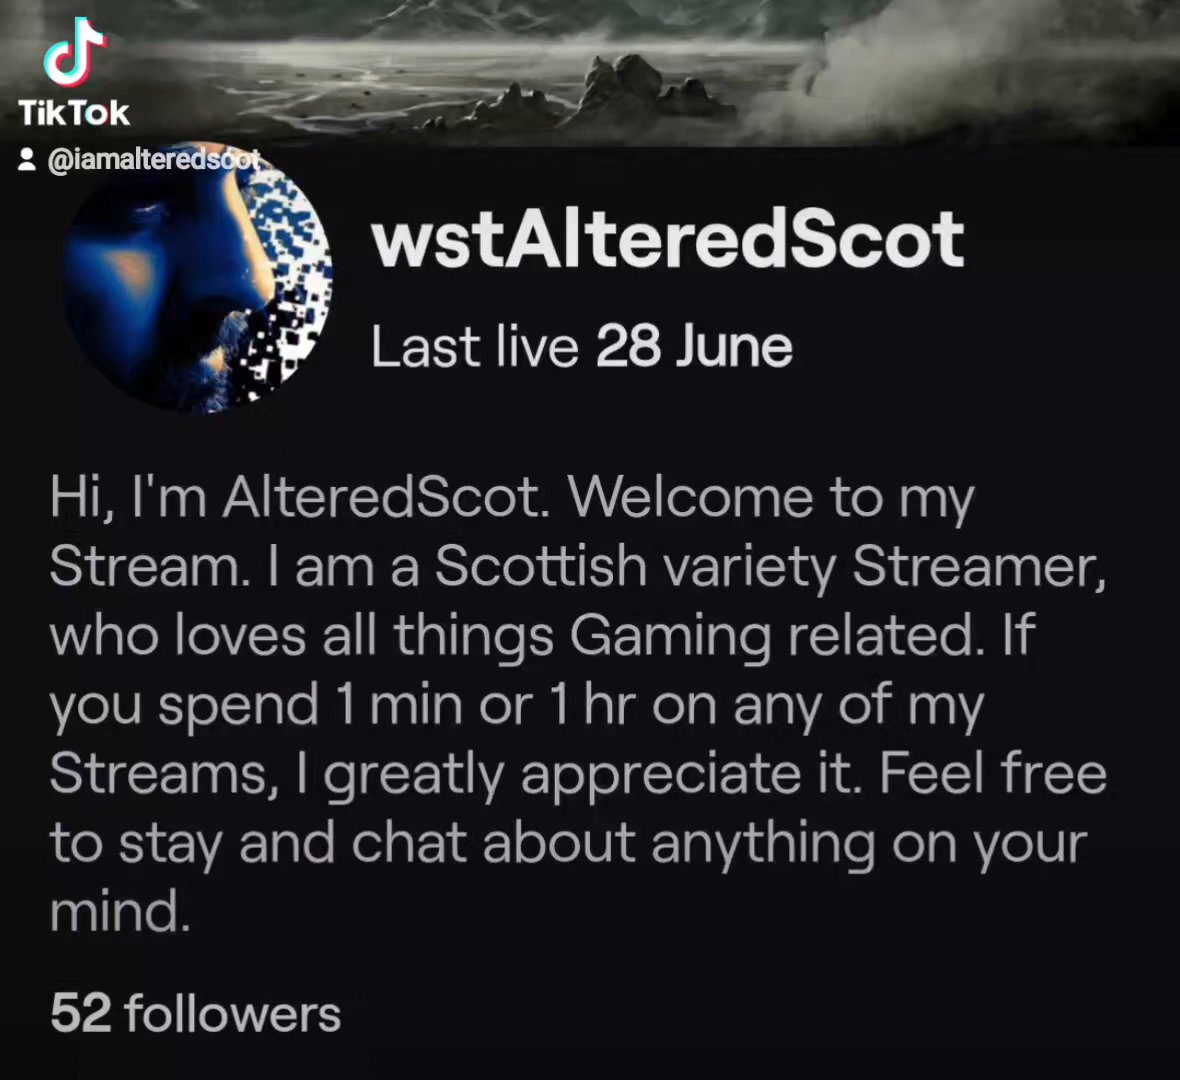 TikTok
@iamalteredscot
wstAlteredScot
Last live 28 June
Hi, I'm AlteredScot. Welcome to my
Stream. I am a Scottish variety Streamer,
who loves all things Gaming related. If
you spend 1 min or 1 hr on any of my
Streams, I greatly appreciate it. Feel free
to stay and chat about anything on your
mind.
52 followers